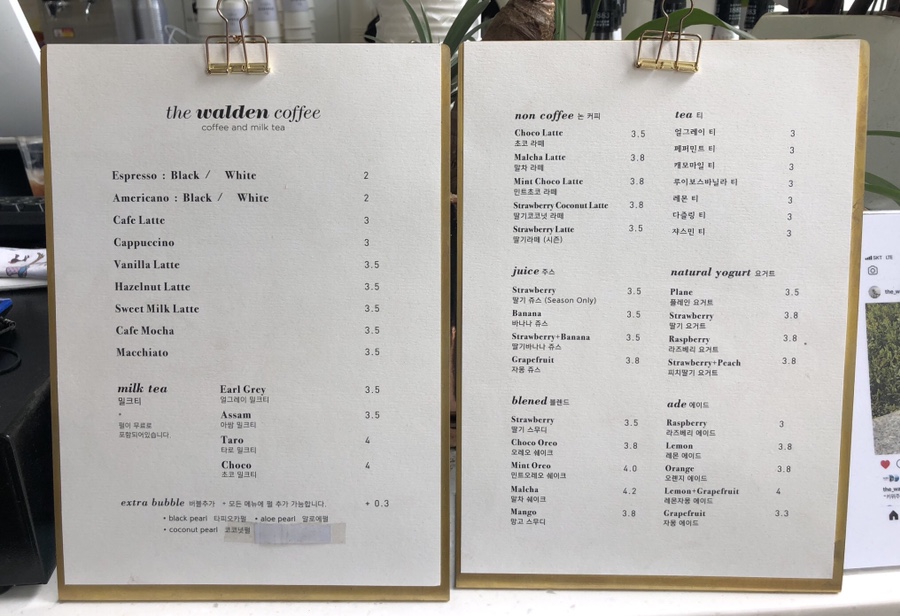 the walden coffee
coffee and milk tea
Espresso : Black / White 2
Americano : Black / White 2
Cafe Latte 3
Cappuccino 3
Vanilla Latte 3.5
Hazelnut Latte 3.5
Sweet Milk Latte 3.5
Cafe Mocha 3.5
Macchiato 3.5
milk tea
밀크티
*
펄이 무료로
포함되어있습니다.
Earl Grey 3.5
얼그레이 밀크티
Assam 3.5
아쌈 밀크티
Taro 4
타로 밀크티
Choco 4
초코 밀크티
extra bubble 버블추가 * 모든 메뉴에 펄 추가 가능합니다. + 0.3
• black pearl 타피오카펄 • aloe pearl 알로에펄
• coconut pearl 코코넛펄
non coffee 논 커피
Choco Latte 3.5
초코 라떼
Malcha Latte 3.8
말차 라떼
Mint Choco Latte 3.8
민트초코 라떼
Strawberry Coconut Latte 3.8
딸기코코넛 라떼
Strawberry Latte 3.5
딸기라떼 (시즌)
tea 티
얼그레이 티 3
페퍼민트 티 3
캐모마일 티 3
루이보스바닐라 티 3
레몬 티 3
다즐링 티 3
쟈스민 티 3
juice 주스
Strawberry 3.5
딸기 쥬스 (Season Only)
Banana 3.5
바나나 쥬스
Strawberry+Banana 3.5
딸기바나나 쥬스
Grapefruit 3.8
자몽 쥬스
natural yogurt 요거트
Plane 3.5
플레인 요거트
Strawberry 3.8
딸기 요거트
Raspberry 3.8
라즈베리 요거트
Strawberry+Peach 3.8
피치딸기 요거트
blened 블렌드
Strawberry 3.5
딸기 스무디
Choco Oreo 3.8
오레오 쉐이크
Mint Oreo 4.0
민트오레오 쉐이크
Malcha 4.2
말차 쉐이크
Mango 3.8
망고 스무디
ade 에이드
Raspberry 3
라즈베리 에이드
Lemon 3.8
레몬 에이드
Orange 3.8
오렌지 에이드
Lemon+Grapefruit 4
레몬자몽 에이드
Grapefruit 3.3
자몽 에이드
SKT LTE
the_wa